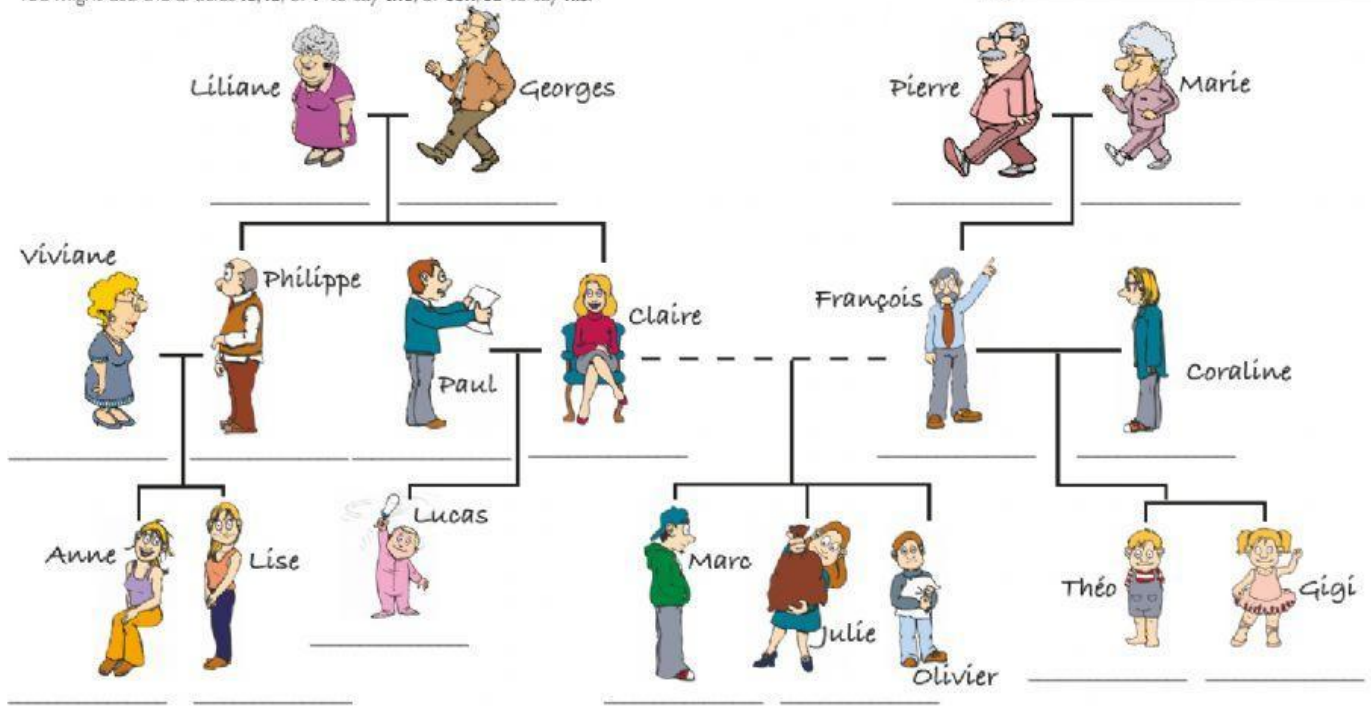 Liliane
Georges
Pierre
Marie
Viviane
Philippe
Paul
Claire
François
Coraline
Anne
Lise
Lucas
Marc
Julie
Olivier
Théo
Gigi